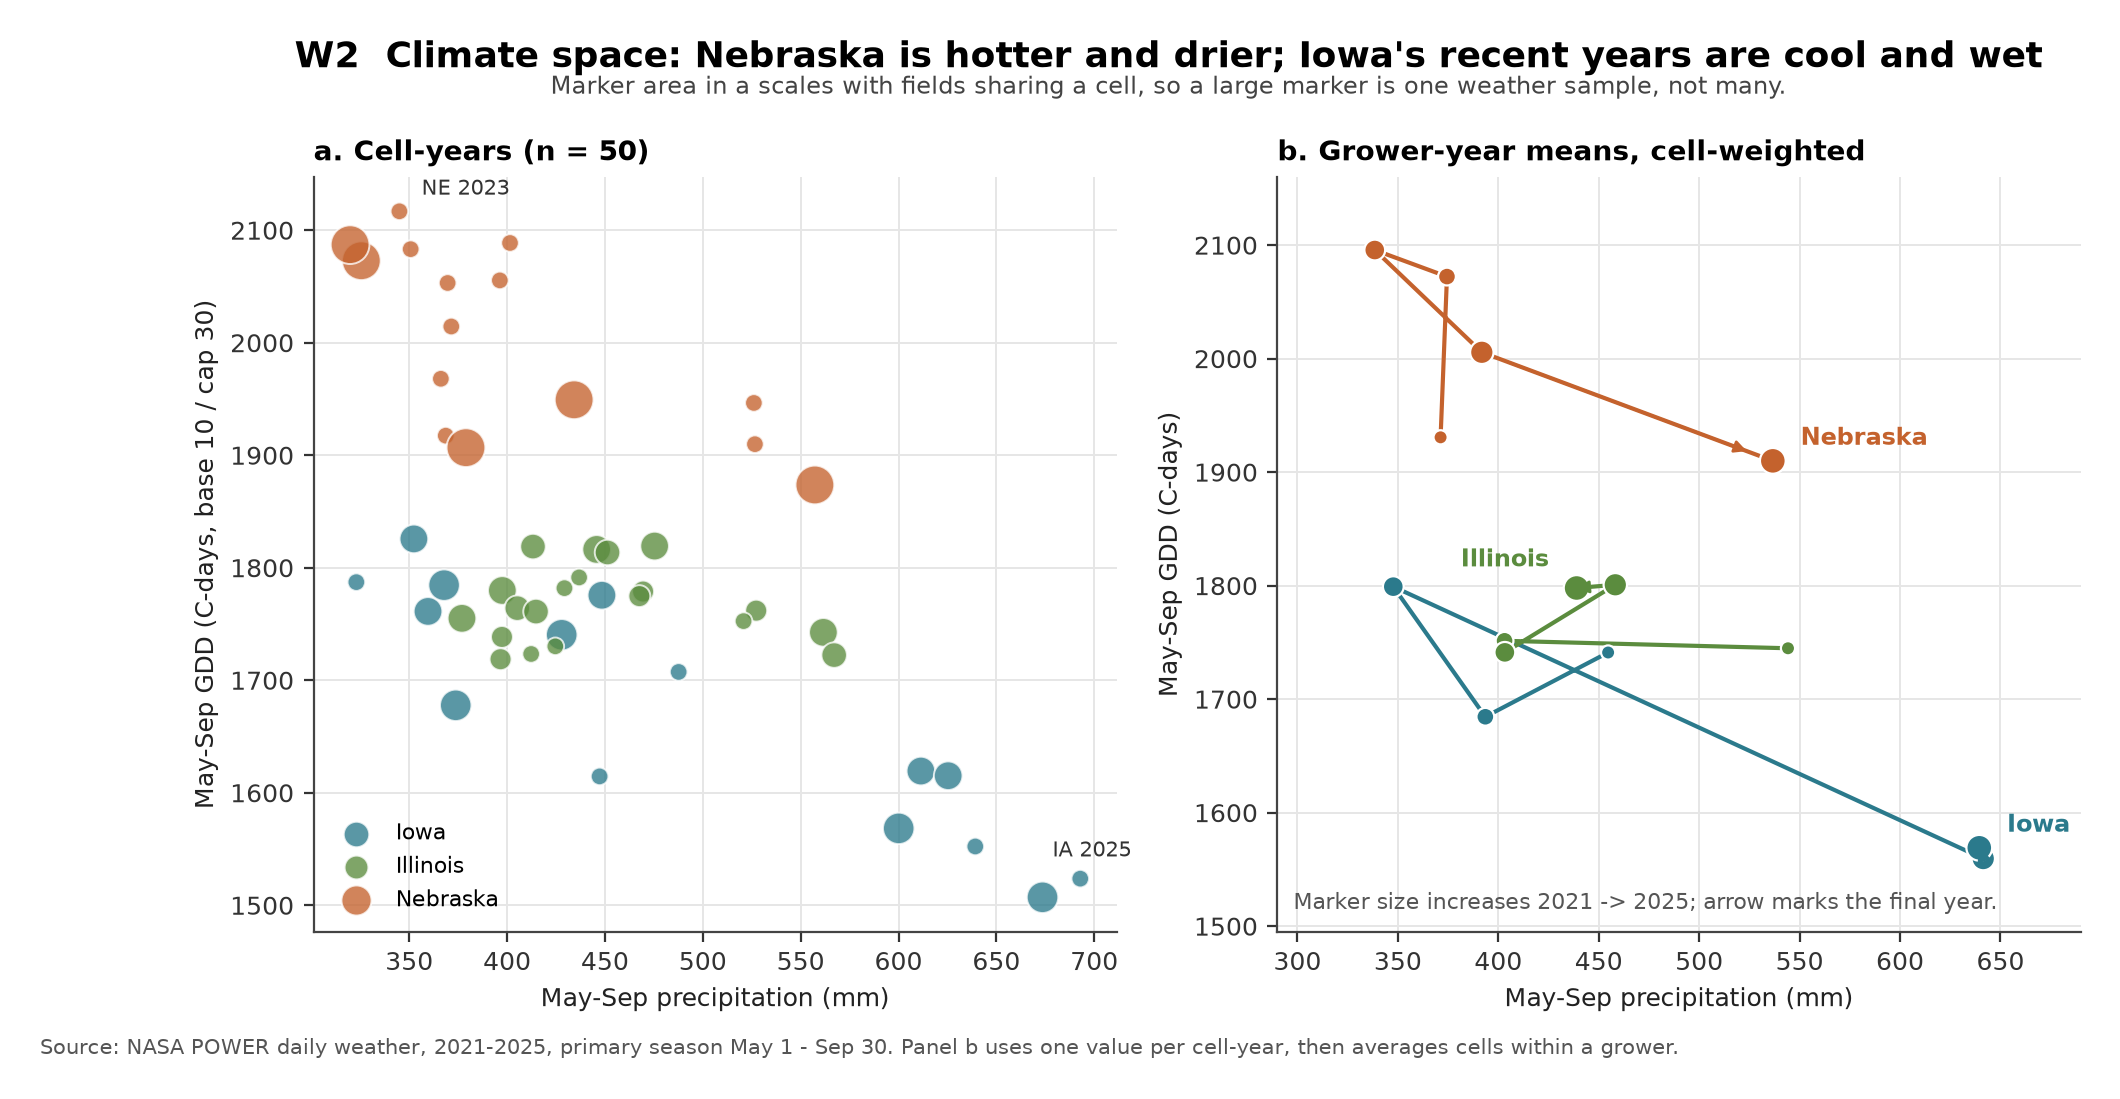 W2  Climate space: Nebraska is hotter and drier; Iowa's recent years are cool and wet
Marker area in a scales with fields sharing a cell, so a large marker is one weather sample, not many.
a. Cell-years (n = 50)
NE 2023
2100
2000
1900
1800
1700
1600
1500
May-Sep GDD (C-days, base 10 / cap 30)
Iowa
Illinois
Nebraska
IA 2025
350 400 450 500 550 600 650 700
May-Sep precipitation (mm)
b. Grower-year means, cell-weighted
2100
2000
1900
1800
1700
1600
1500
May-Sep GDD (C-days)
Nebraska
Illinois
Iowa
Marker size increases 2021 -> 2025; arrow marks the final year.
300 350 400 450 500 550 600 650
May-Sep precipitation (mm)
Source: NASA POWER daily weather, 2021-2025, primary season May 1 - Sep 30. Panel b uses one value per cell-year, then averages cells within a grower.